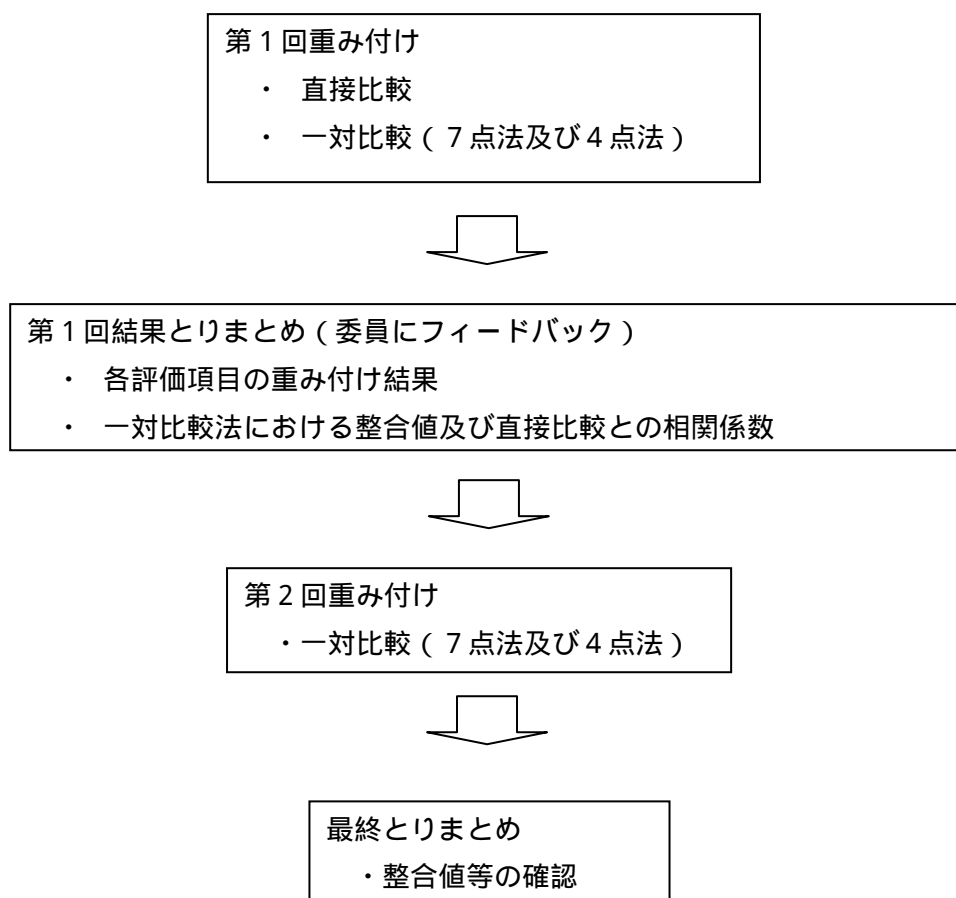 第１回重み付け
・ 直接比較
・ 一対比較（７点法及び４点法）
第１回結果とりまとめ（委員にフィードバック）
・ 各評価項目の重み付け結果
・ 一対比較法における整合値及び直接比較との相関係数
第２回重み付け
・一対比較（７点法及び４点法）
最終とりまとめ
・整合値等の確認